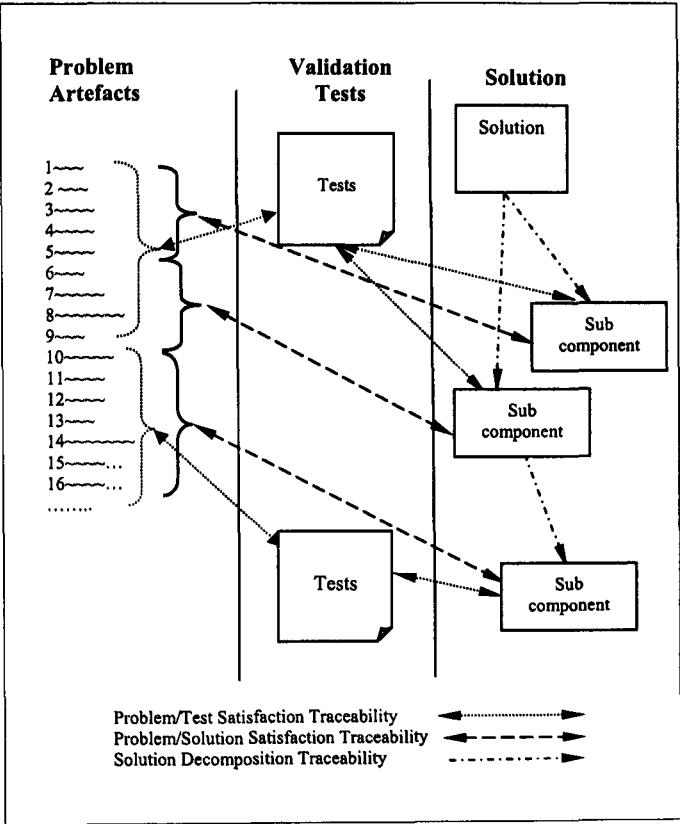 Problem
Artefacts
Validation
Tests
Solution
1
2
3
4
5
6
7
8
9
10
11
12
13
14
15...
16...
........
Tests
Solution
Sub
component
Sub
component
Tests
Sub
component
Problem/Test Satisfaction Traceability
Problem/Solution Satisfaction Traceability
Solution Decomposition Traceability